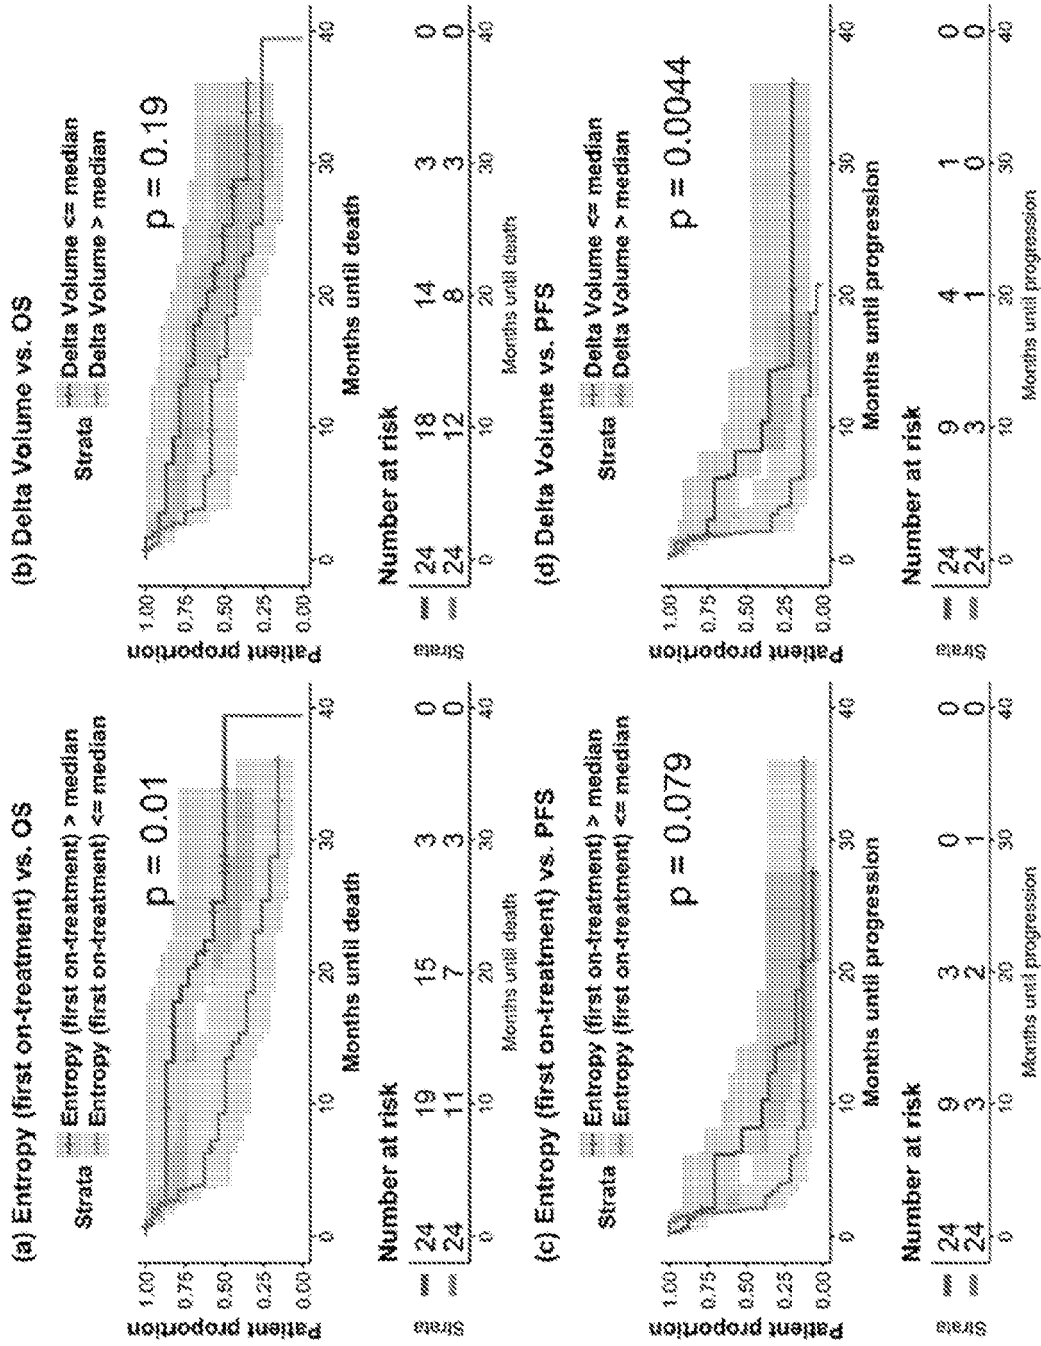 (a) Entropy (first on-treatment) vs. OS
Strata
Entropy (first on-treatment) > median
Entropy (first on-treatment) <= median
Patient proportion
1.00
0.75
0.50
0.25
0.00
p = 0.01
0 10 20 30 40
Months until death
Number at risk
Strata
24 19 15 3 0
24 11 7 3 0
0 10 20 30 40
Months until death
(b) Delta Volume vs. OS
Strata
Delta Volume <= median
Delta Volume > median
Patient proportion
1.00
0.75
0.50
0.25
0.00
p = 0.19
0 10 20 30 40
Months until death
Number at risk
Strata
24 18 14 3 0
24 12 8 3 0
0 10 20 30 40
Months until death
(c) Entropy (first on-treatment) vs. PFS
Strata
Entropy (first on-treatment) > median
Entropy (first on-treatment) <= median
Patient proportion
1.00
0.75
0.50
0.25
0.00
p = 0.079
0 10 20 30 40
Months until progression
Number at risk
Strata
24 9 3 0 0
24 3 2 1 0
0 10 20 30 40
Months until progression
(d) Delta Volume vs. PFS
Strata
Delta Volume <= median
Delta Volume > median
Patient proportion
1.00
0.75
0.50
0.25
0.00
p = 0.0044
0 10 20 30 40
Months until progression
Number at risk
Strata
24 9 4 1 0
24 3 1 0 0
0 10 20 30 40
Months until progression